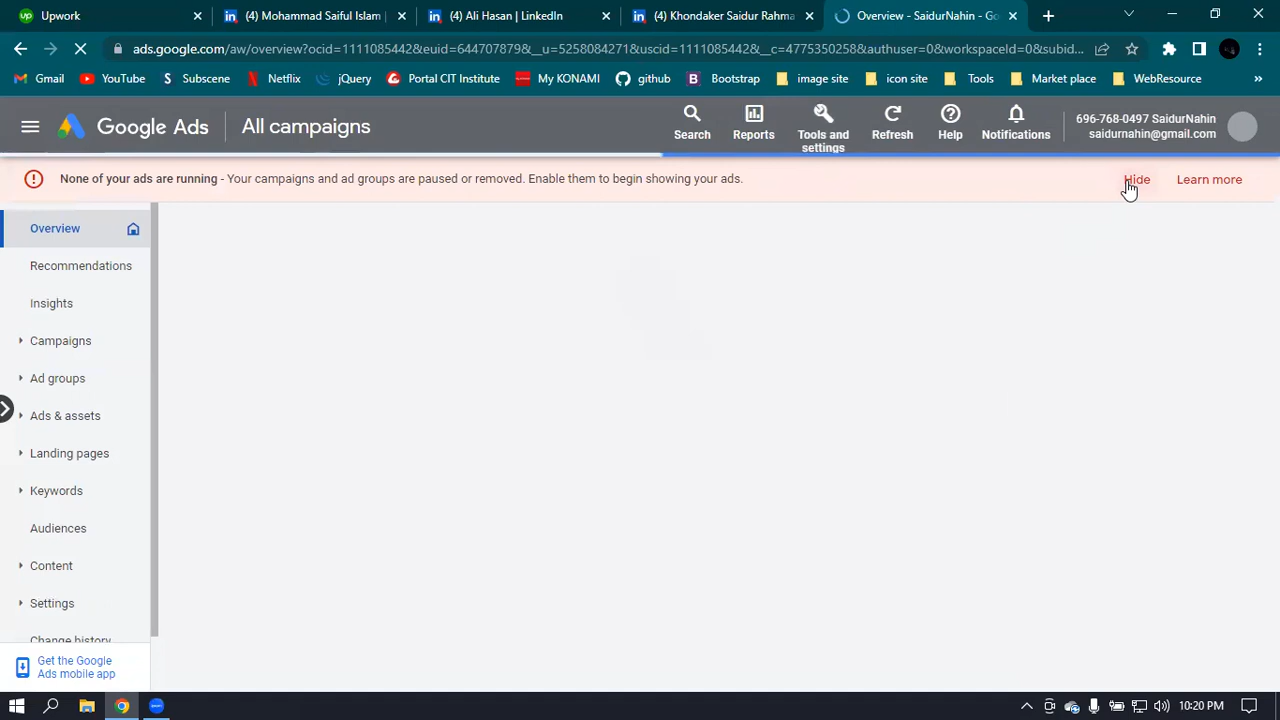 Upwork
(4) Mohammad Saiful Islam |
(4) Ali Hasan | LinkedIn
(4) Khondaker Saidur Rahma
Overview - SaidurNahin - Go
ads.google.com/aw/overview?ocid=1111085442&euid=644707879&__u=5258084271&uscid=1111085442&__c=4775350258&authuser=0&workspaceId=0&subid...
Gmail
YouTube
Subscene
Netflix
jQuery
Portal CIT Institute
My KONAMI
github
Bootstrap
image site
icon site
Tools
Market place
WebResource
Google Ads
All campaigns
Search
Reports
Tools and
settings
Refresh
Help
Notifications
696-768-0497 SaidurNahin
saidurnahin@gmail.com
None of your ads are running - Your campaigns and ad groups are paused or removed. Enable them to begin showing your ads.
Hide
Learn more
Overview
Recommendations
Insights
Campaigns
Ad groups
Ads & assets
Landing pages
Keywords
Audiences
Content
Settings
Change history
Get the Google
Ads mobile app
10:20 PM